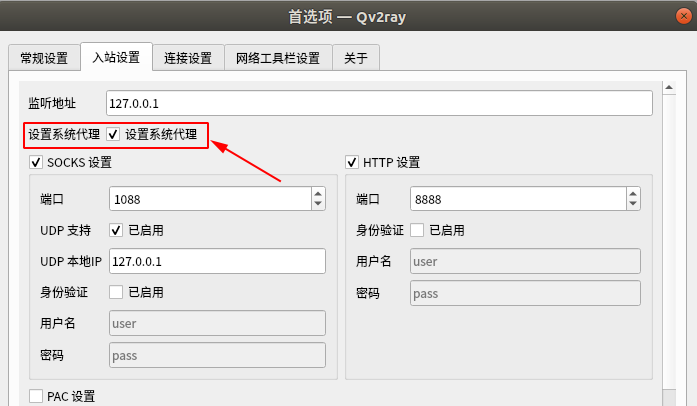 首选项 — Qv2ray
常规设置 入站设置 连接设置 网络工具栏设置 关于
监听地址 127.0.0.1
设置系统代理 设置系统代理
SOCKS 设置
端口 1088
UDP 支持 已启用
UDP 本地IP 127.0.0.1
身份验证 已启用
用户名 user
密码 pass
HTTP 设置
端口 8888
身份验证 已启用
用户名 user
密码 pass
PAC 设置